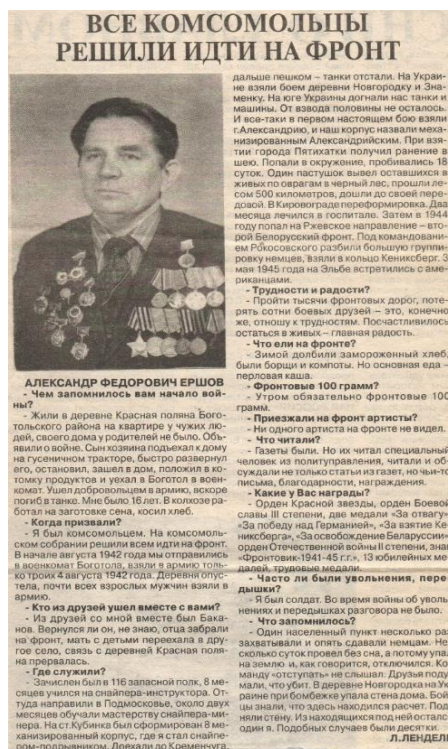 ВСЕ КОМСОМОЛЬЦЫ
РЕШИЛИ ИДТИ НА ФРОНТ
АЛЕКСАНДР ФЕДОРОВИЧ ЕРШОВ
- Чем запомнилось вам начало вой-
ны?
- Жили в деревне Красная поляна Бого-
тольского района на квартире у чужих лю-
дей, своего дома у родителей не было. Объ-
явили о войне. Сын хозяина подъехал к дому
на гусеничном тракторе, быстро развернул
его, остановил, зашел в дом, положил в ко-
томку продуктов и уехал в Боготол в воен-
комат. Ушел добровольцем в армию, вскоре
погиб в танке. Мне было 16 лет. В колхозе ра-
ботал на заготовке сена, косил хлеб.
- Когда призвали?
- Я был комсомольцем. На комсомоль-
ском собрании решили всем идти на фронт.
В начале августа 1942 года мы отправились
в военкомат Боготола, взяли в армию толь-
ко троих 4 августа 1942 года. Деревня опус-
тела, почти всех взрослых мужчин взяли в
армию.
- Кто из друзей ушел вместе с вами?
- Из друзей со мной вместе был Бака-
нов. Вернулся ли он, не знаю, отца забрали
на фронт, мать с детьми переехала в дру-
гое село, связь с деревней Красная поля-
на прервалась.
- Где служили?
- Зачислен был в 116 запасной полк, 8 ме-
сяцев учился на снайпера-инструктора. От-
туда направили в Подмосковье, около двух
месяцев обучали мастерству снайпера-ми-
нера. На ст.Кубинка был сформирован 8 ме-
ханизированный корпус, где я стал снайпе-
ром-подрывником. Доехали до Кременчуга,
дальше пешком – танки отстали. На Украи-
не взяли боем деревни Новгородку и Зна-
менку. На юге Украины догнали нас танки и
машины. От взвода половины не осталось.
И все-таки в первом настоящем бою взяли
г.Александрию, и наш корпус назвали меха-
низированным Александрийским. При взя-
тии города Пятихатки получил ранение в
шею. Попали в окружение, пробивались 18
суток. Один пастушок вывел оставшихся в
живых по оврагам в черный лес, прошли ле-
сом 500 километров, дошли до своей пере-
довой. В Кировограде переформировка. Два
месяца лечился в госпитале. Затем в 1944
году попал на Ржевское направление – вто-
рой Белорусский фронт. Под командовани-
ем Рокосовского разбили большую группи-
ровку немцев, взяли в кольцо Кениксберг. 3
мая 1945 года на Эльбе встретились с аме-
риканцами.
- Трудности и радости?
- Пройти тысячи фронтовых дорог, поте-
рять сотни боевых друзей – это, конечно
же, отношу к трудностям. Посчастливилось
остаться в живых – главная радость.
- Что ели на фронте?
- Зимой долбили замороженный хлеб,
были борщи и компоты. Но основная еда –
перловая каша.
- Фронтовые 100 грамм?
- Утром обязательно фронтовые 100
грамм.
- Приезжали на фронт артисты?
- Ни одного артиста на фронте не видел.
- Что читали?
- Газеты были. Но их читал специальный
человек из политуправления, читали и об-
суждали не только статьи из газет, но чьи-то
письма, благодарности, награждения.
- Какие у Вас награды?
- Орден Красной звезды, орден Боевой
славы III степени, две медали «За отвагу»,
«За победу над Германией», «За взятие Ке-
никсберга», «За освобождение Беларуссии»,
орден Отечественной войны II степени, знак
«Фронтовик-1941-45 г.г.», 13 юбилейных ме-
далей, трудовые медали.
- Часто ли были увольнения, пере
дышки?
- Я был солдат. Во время войны об уволь-
нениях и передышках разговора не было.
- Что запомнилось?
- Один населенный пункт несколько раз
захватывали и опять сдавали немцам. Не-
сколько суток провел без сна, а потому упал
на землю и, как говорится, отключился. Ко-
манду «отступать» не слышал. Друзья поду-
мали, что убит. В деревне Новгородка на Ук-
раине при бомбежке упала стена дома. Бой-
цы знали, что здесь находился расчет. Под-
няли стену. Из находящихся под ней остался
один я. Подобных случаев были десятки.
Л.ЛЕНДЕЛ